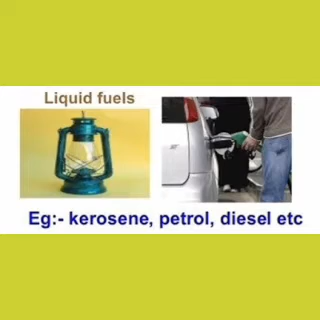 Liquid fuels
Eg:- kerosene, petrol, diesel etc